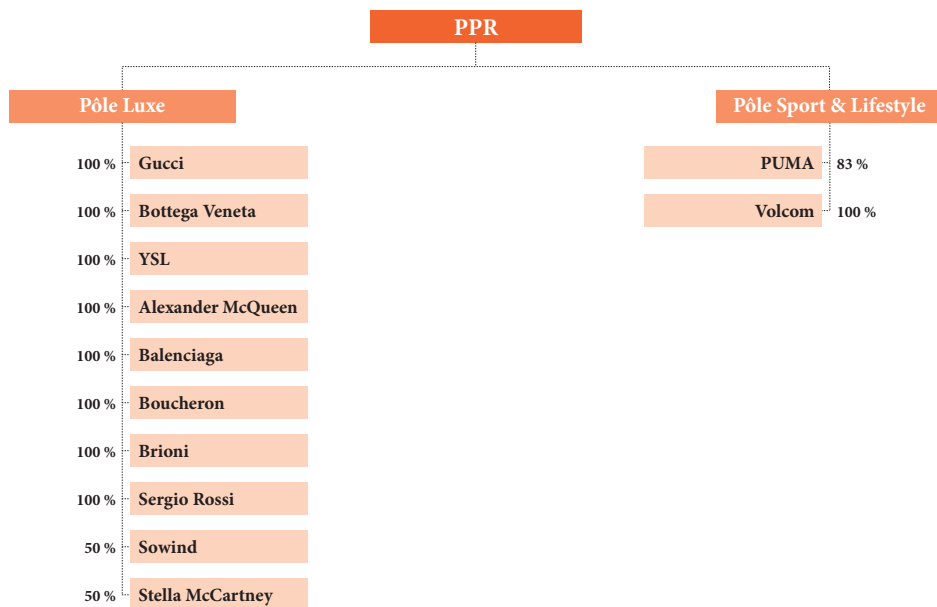 PPR
Pôle Luxe
Pôle Sport & Lifestyle
100 % Gucci
PUMA 83 %
100 % Bottega Veneta
Volcom 100 %
100 % YSL
100 % Alexander McQueen
100 % Balenciaga
100 % Boucheron
100 % Brioni
100 % Sergio Rossi
50 % Sowind
50 % Stella McCartney